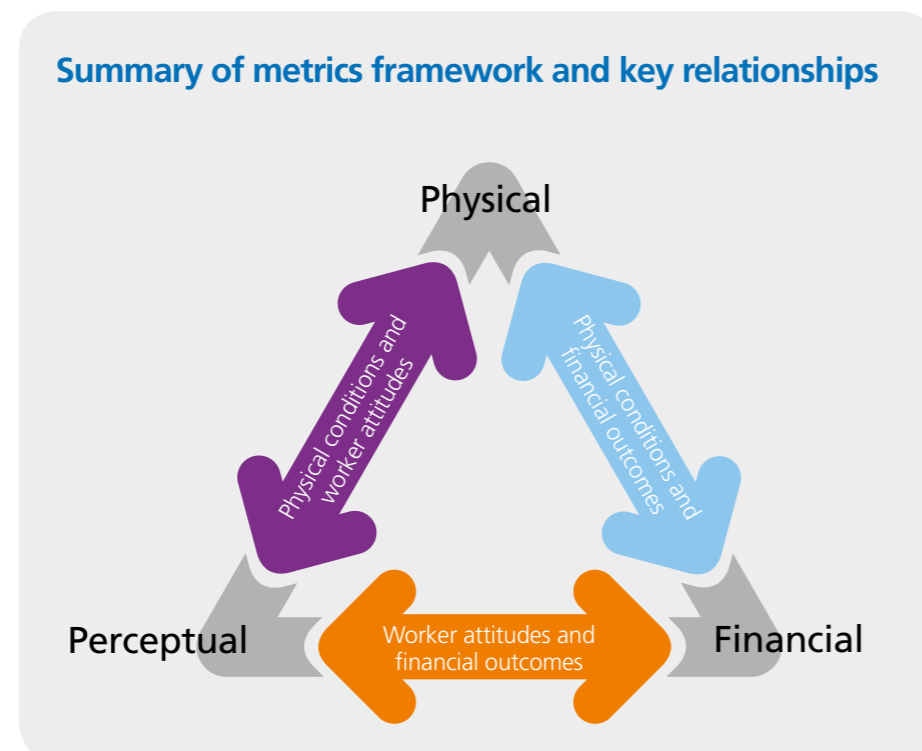 Summary of metrics framework and key relationships
Physical
Physical conditions and
worker attitudes
Physical conditions and
financial outcomes
Perceptual
Worker attitudes and
financial outcomes
Financial